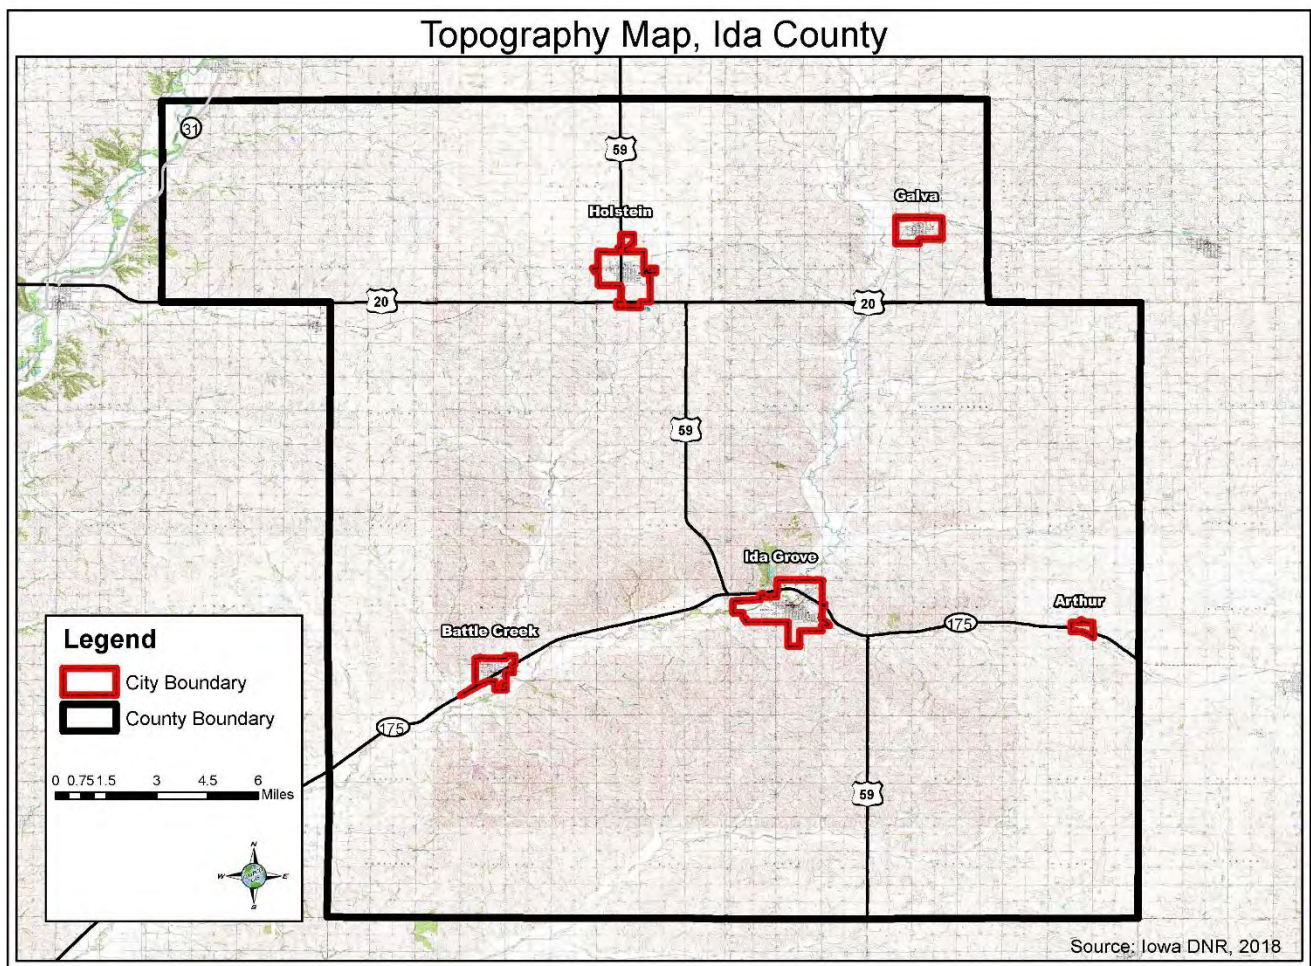 Topography Map, Ida County
31
59
Galva
Holstein
20
20
59
Ida Grove
Arthur
175
Battle Creek
175
59
Legend
City Boundary
County Boundary
0 0.75 1.5 3 4.5 6
Miles
N
W E
S
Source: Iowa DNR, 2018